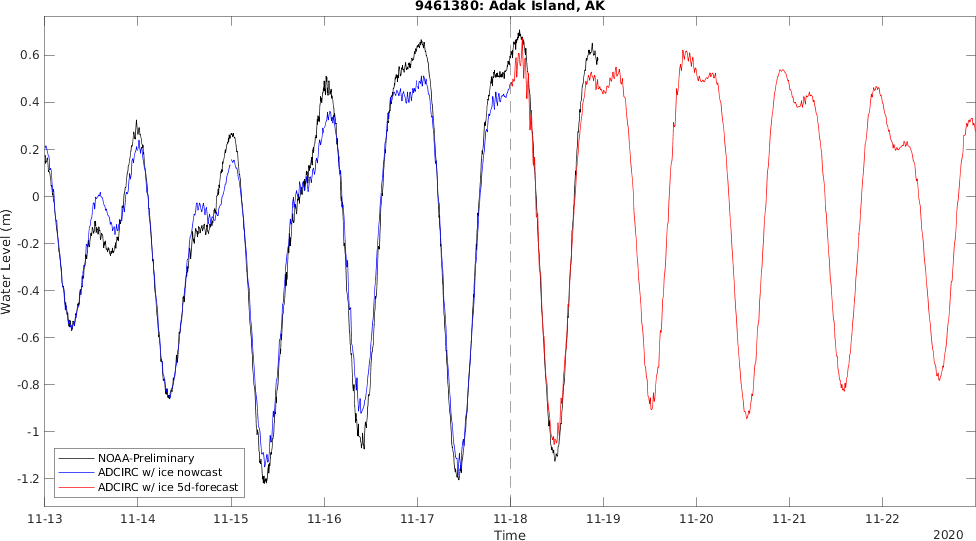 9461380: Adak Island, AK
Water Level (m)
0.6
0.4
0.2
0
-0.2
-0.4
-0.6
-0.8
-1
-1.2
NOAA-Preliminary
ADCIRC w/ ice nowcast
ADCIRC w/ ice 5d-forecast
11-13 11-14 11-15 11-16 11-17 11-18 11-19 11-20 11-21 11-22
Time
2020